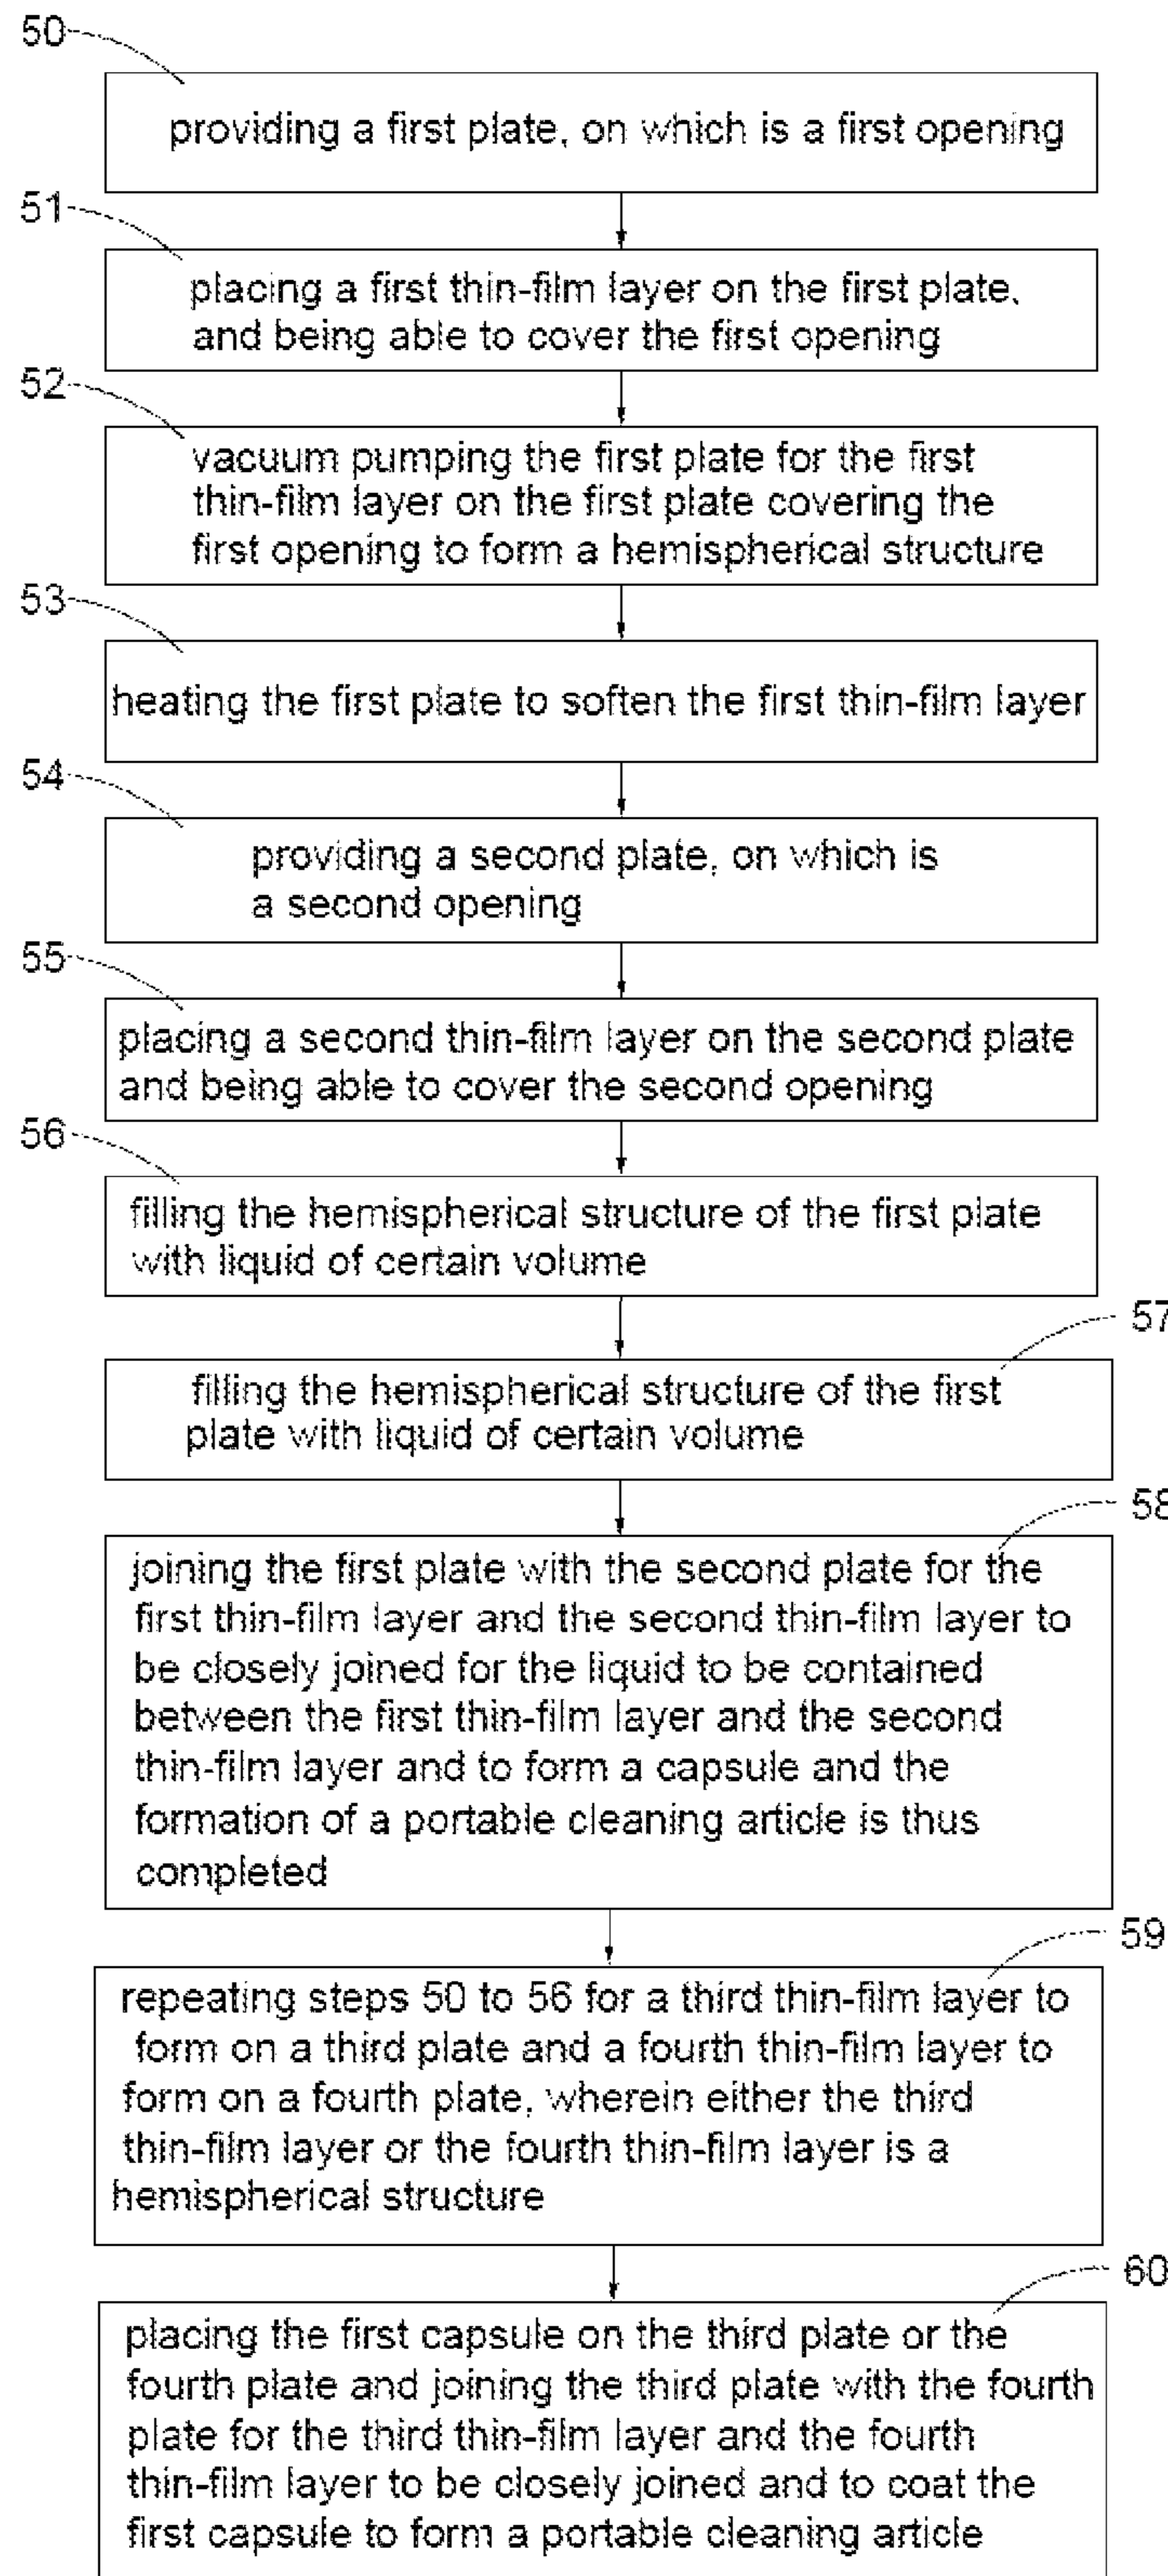 50
providing a first plate, on which is a first opening
51
placing a first thin-film layer on the first plate,
and being able to cover the first opening
52
vacuum pumping the first plate for the first
thin-film layer on the first plate covering the
first opening to form a hemispherical structure
53
heating the first plate to soften the first thin-film layer
54
providing a second plate, on which is
a second opening
55
placing a second thin-film layer on the second plate
and being able to cover the second opening
56
filling the hemispherical structure of the first plate
with liquid of certain volume
57
filling the hemispherical structure of the first
plate with liquid of certain volume
58
joining the first plate with the second plate for the
first thin-film layer and the second thin-film layer to
be closely joined for the liquid to be contained
between the first thin-film layer and the second
thin-film layer and to form a capsule and the
formation of a portable cleaning article is thus
completed
59
repeating steps 50 to 56 for a third thin-film layer to
form on a third plate and a fourth thin-film layer to
form on a fourth plate, wherein either the third
thin-film layer or the fourth thin-film layer is a
hemispherical structure
60
placing the first capsule on the third plate or the
fourth plate and joining the third plate with the fourth
plate for the third thin-film layer and the fourth
thin-film layer to be closely joined and to coat the
first capsule to form a portable cleaning article